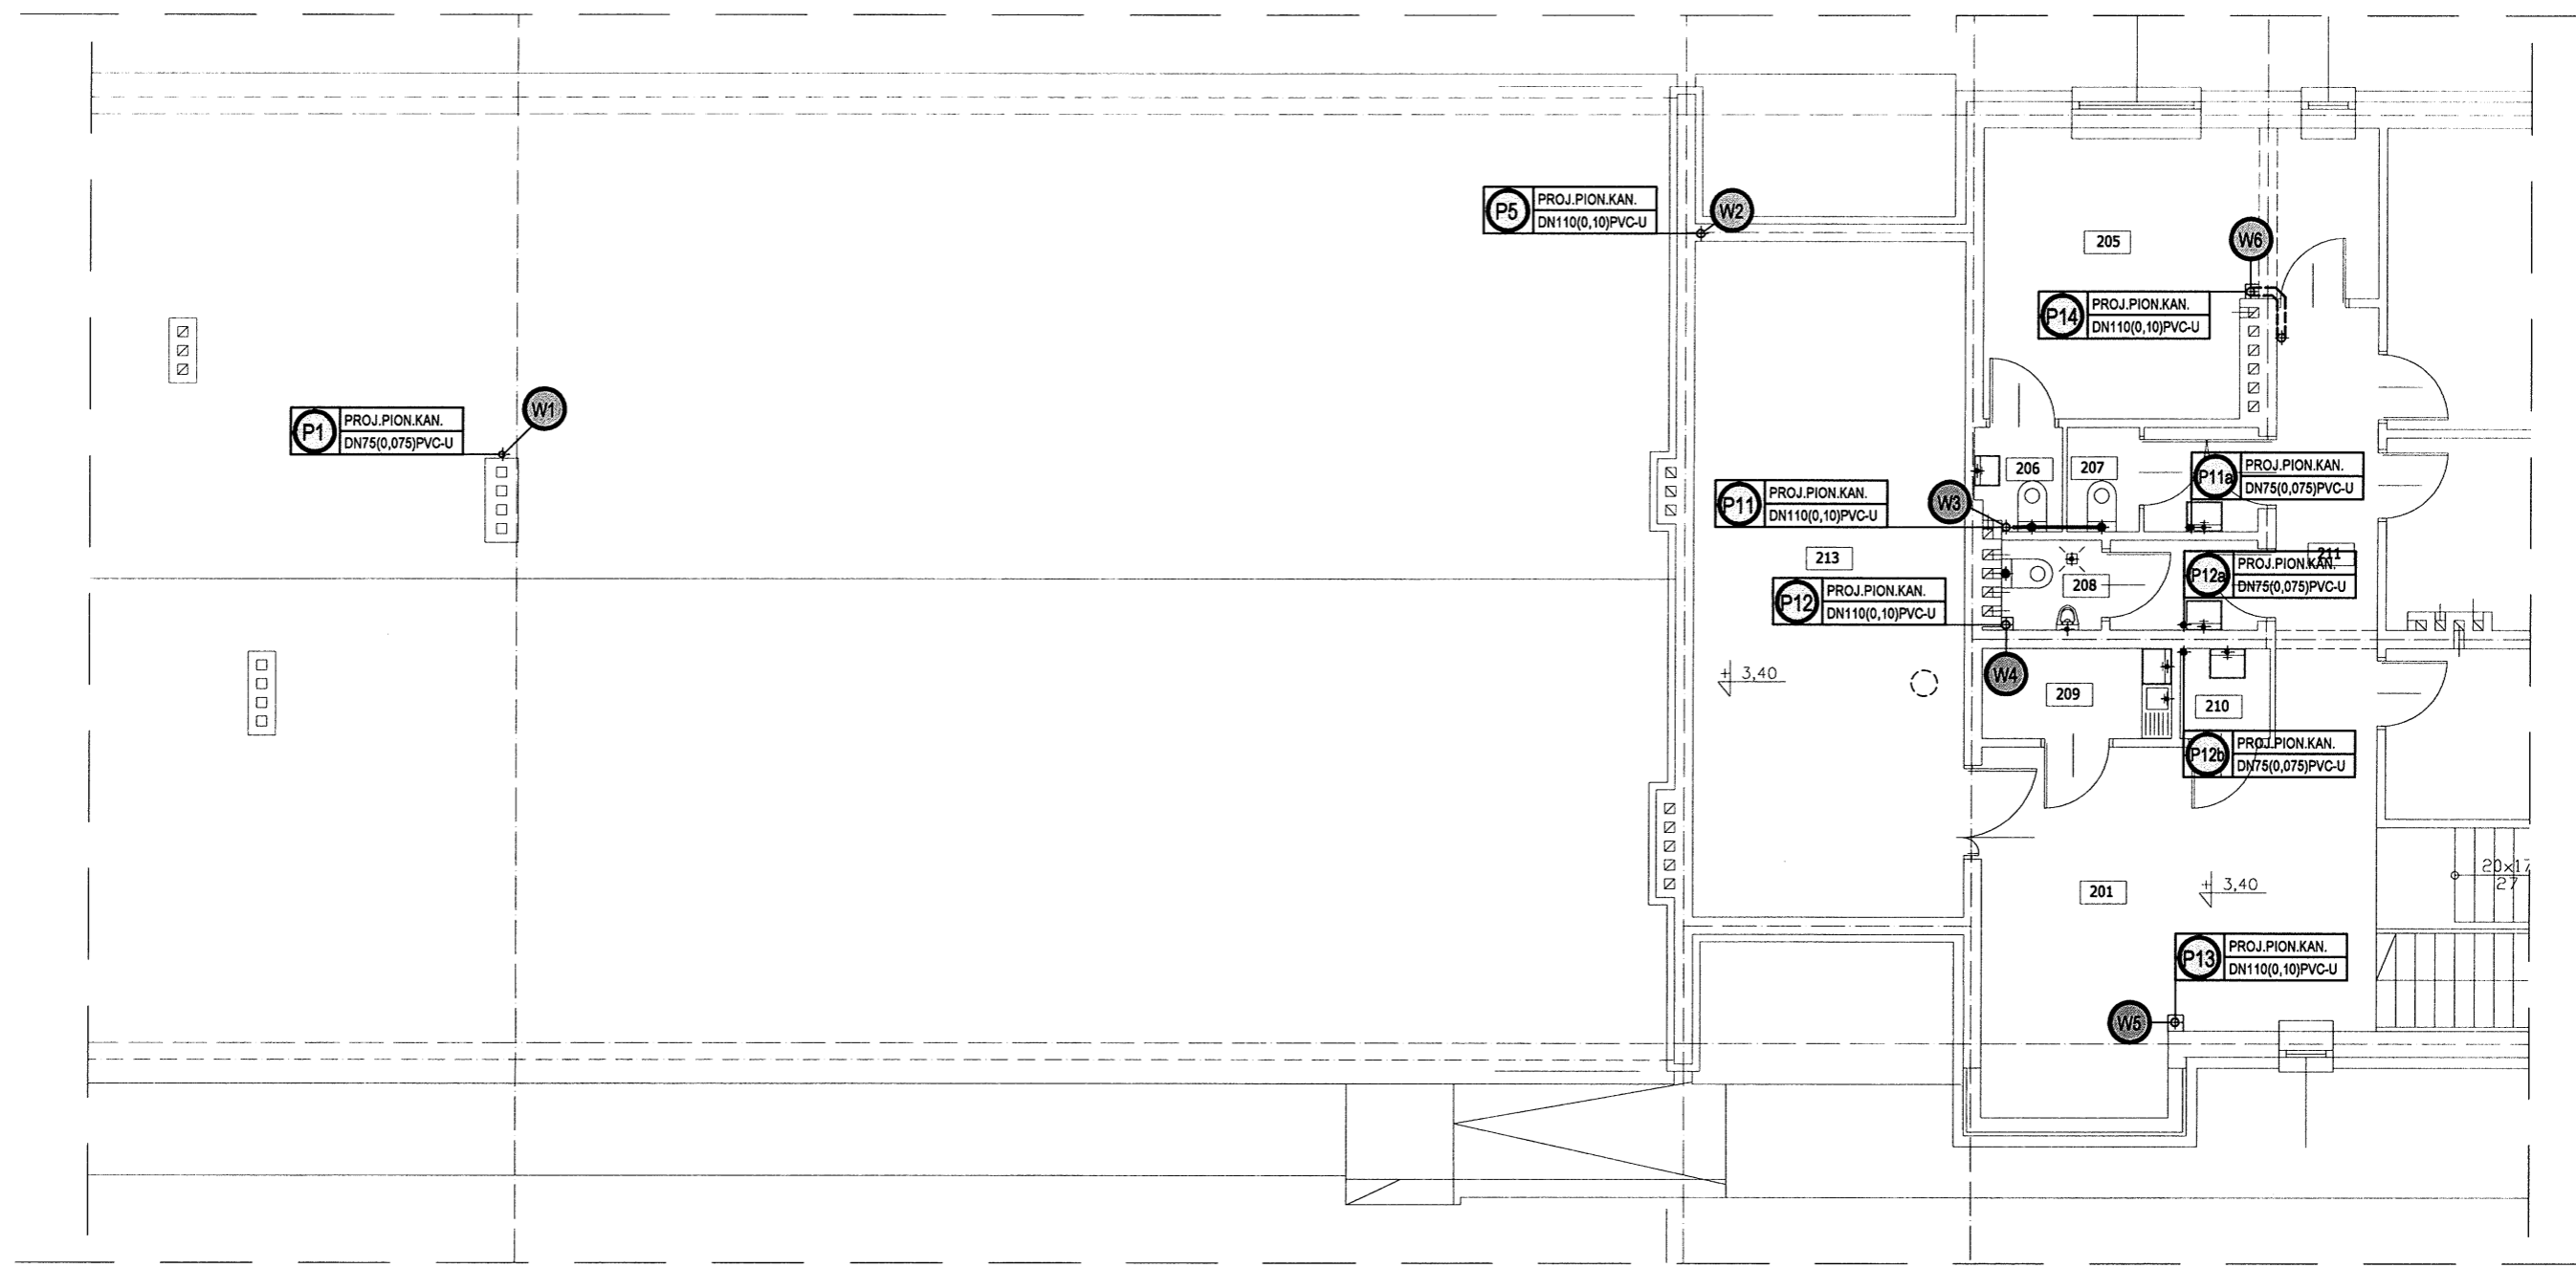 P5
PROJ.PION.KAN.
DN110(0,10)PVC-U
W2
205
W6
P14
PROJ.PION.KAN.
DN110(0,10)PVC-U
P1
PROJ.PION.KAN.
DN75(0,075)PVC-U
W1
206
207
P11a
PROJ.PION.KAN.
DN75(0,075)PVC-U
P11
PROJ.PION.KAN.
DN110(0,10)PVC-U
W3
213
211
P12a
PROJ.PION.KAN.
DN75(0,075)PVC-U
208
P12
PROJ.PION.KAN.
DN110(0,10)PVC-U
+ 3,40
W4
209
210
P12b
PROJ.PION.KAN.
DN75(0,075)PVC-U
201
+ 3,40
20x17
27
P13
PROJ.PION.KAN.
DN110(0,10)PVC-U
W5